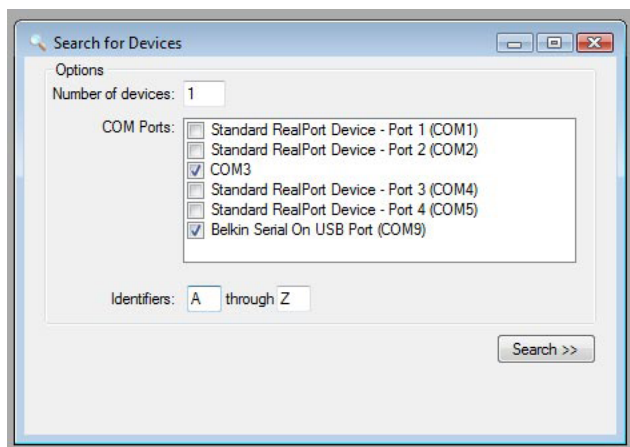 Search for Devices
Options
Number of devices: 1
COM Ports:
Standard RealPort Device - Port 1 (COM1)
Standard RealPort Device - Port 2 (COM2)
COM3
Standard RealPort Device - Port 3 (COM4)
Standard RealPort Device - Port 4 (COM5)
Belkin Serial On USB Port (COM9)
Identifiers: A through Z
Search >>